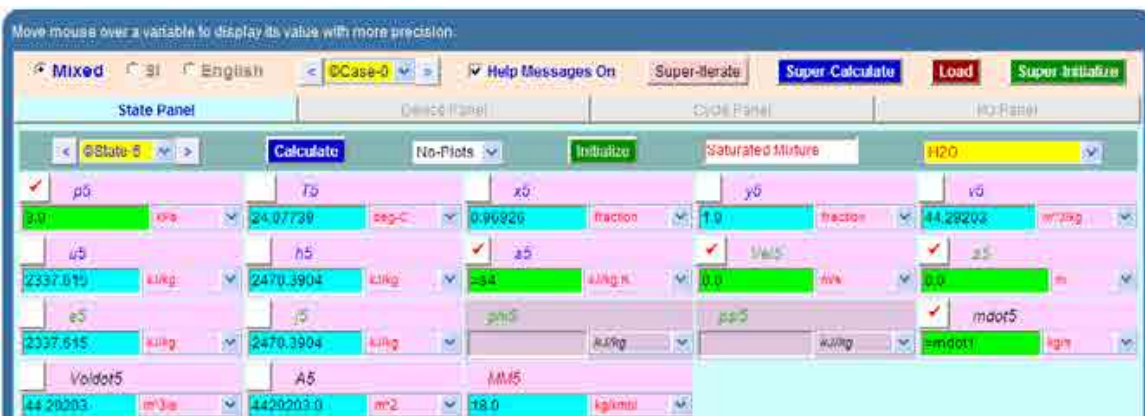 Move mouse over a variable to display its value with more precision.
Mixed SI English < ©Case-0 > Help Messages On Super-Iterate Super-Calculate Load Super-Initialize
State Panel Device Panel Cycle Panel I/O Panel
< ©State-5 > Calculate No-Plots Initialize Saturated Mixture H2O
p5 T5 x5 y5 v5
kPa 24.07739 deg-C 0.96926 fraction 1.0 fraction 44.29203 m^3/kg
u5 h5 s5 Vel5 z5
2337.515 kJ/kg 2470.3904 kJ/kg =s4 kJ/kg.K 0.0 m/s 0.0 m
e5 j5 phi5 psi5 mdot5
2337.515 kJ/kg 2470.3904 kJ/kg kJ/kg kJ/kg =mdot1 kg/s
Voldot5 A5 MM5
44.29203 m^3/s 4429203.0 m^2 18.0 kg/kmol